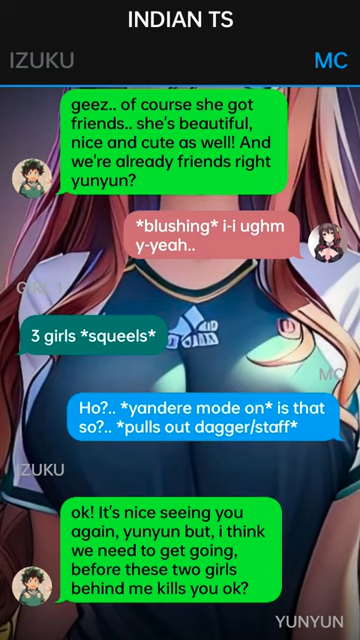 INDIAN TS
IZUKU
MC
geez.. of course she got
friends.. she's beautiful,
nice and cute as well! And
we're already friends right
yunyun?
*blushing* i-i ughm
y-yeah..
3 girls *squeels*
MC
Ho?.. *yandere mode on* is that
so?.. *pulls out dagger/staff*
IZUKU
ok! It's nice seeing you
again, yunyun but, i think
we need to get going,
before these two girls
behind me kills you ok?
YUNYUN